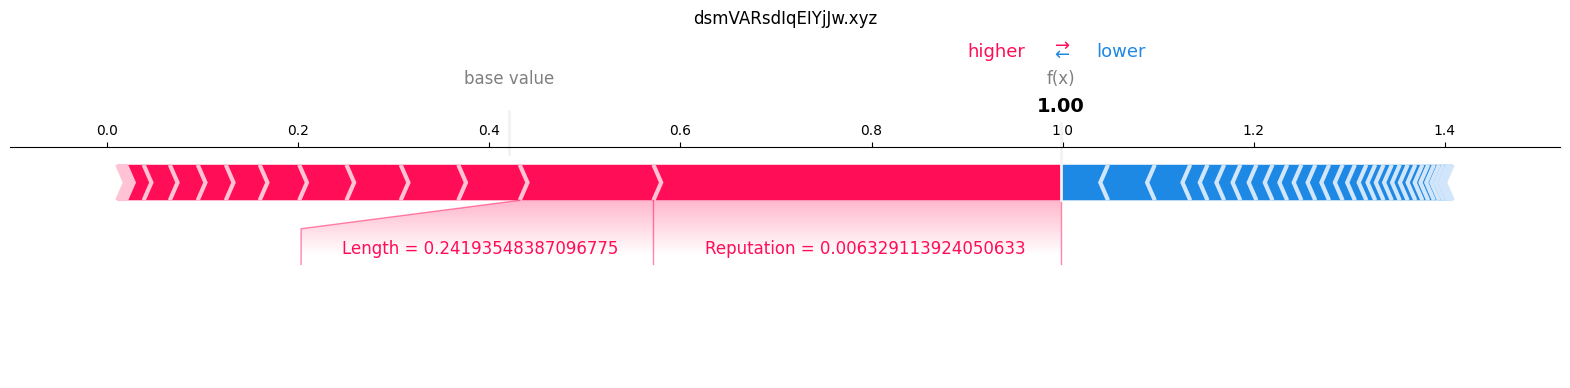 dsmVARsdIqEIYjJw.xyz
higher → ← lower
base value f(x)
1.00
0.0 0.2 0.4 0.6 0.8 1.0 1.2 1.4
Length = 0.24193548387096775 Reputation = 0.006329113924050633